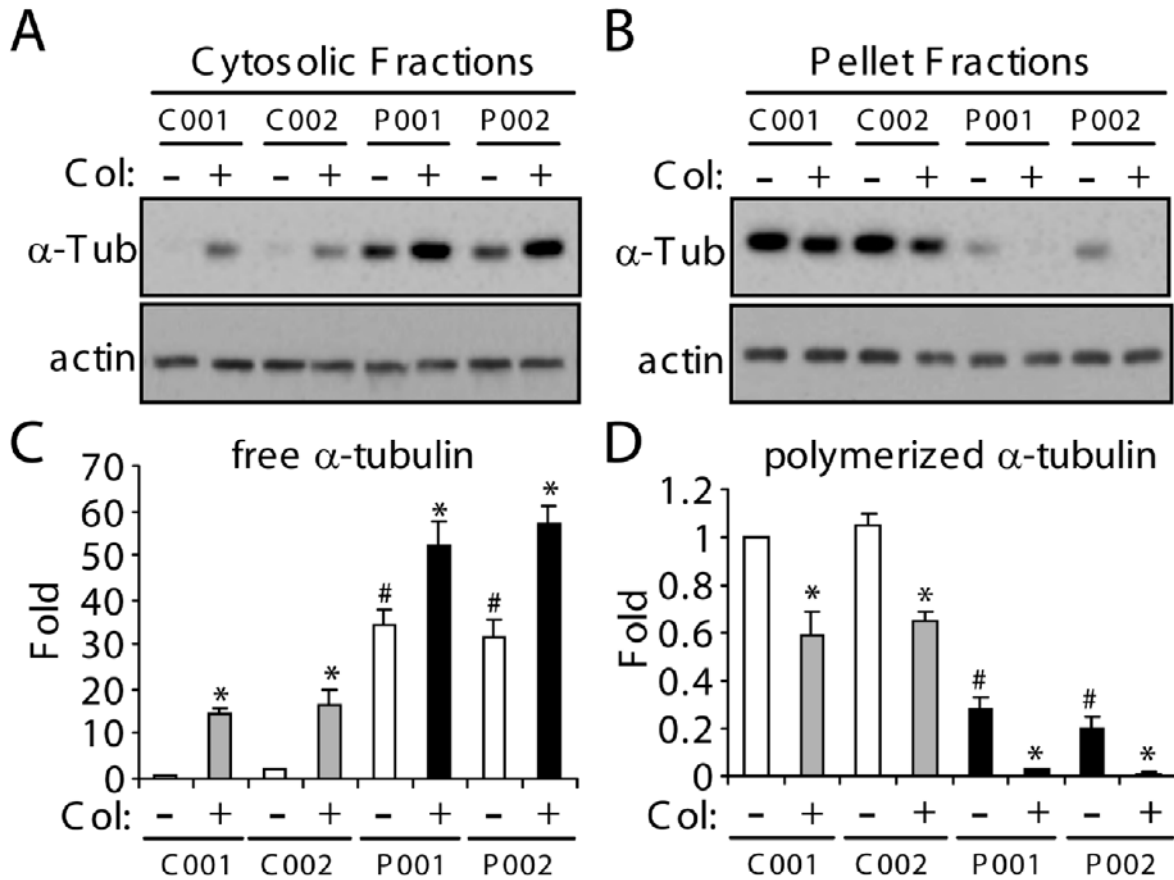 A
Cytosolic Fractions
C001 C002 P001 P002
Col: - + - + - + - +
α-Tub
actin
B
Pellet Fractions
C001 C002 P001 P002
Col: - + - + - + - +
α-Tub
actin
C
free α-tubulin
Fold
70
60
50
40
30
20
10
0
* * # * # *
Col: - + - + - + - +
C001 C002 P001 P002
D
polymerized α-tubulin
Fold
1.2
1
0.8
0.6
0.4
0.2
0
* * # * # *
Col: - + - + - + - +
C001 C002 P001 P002